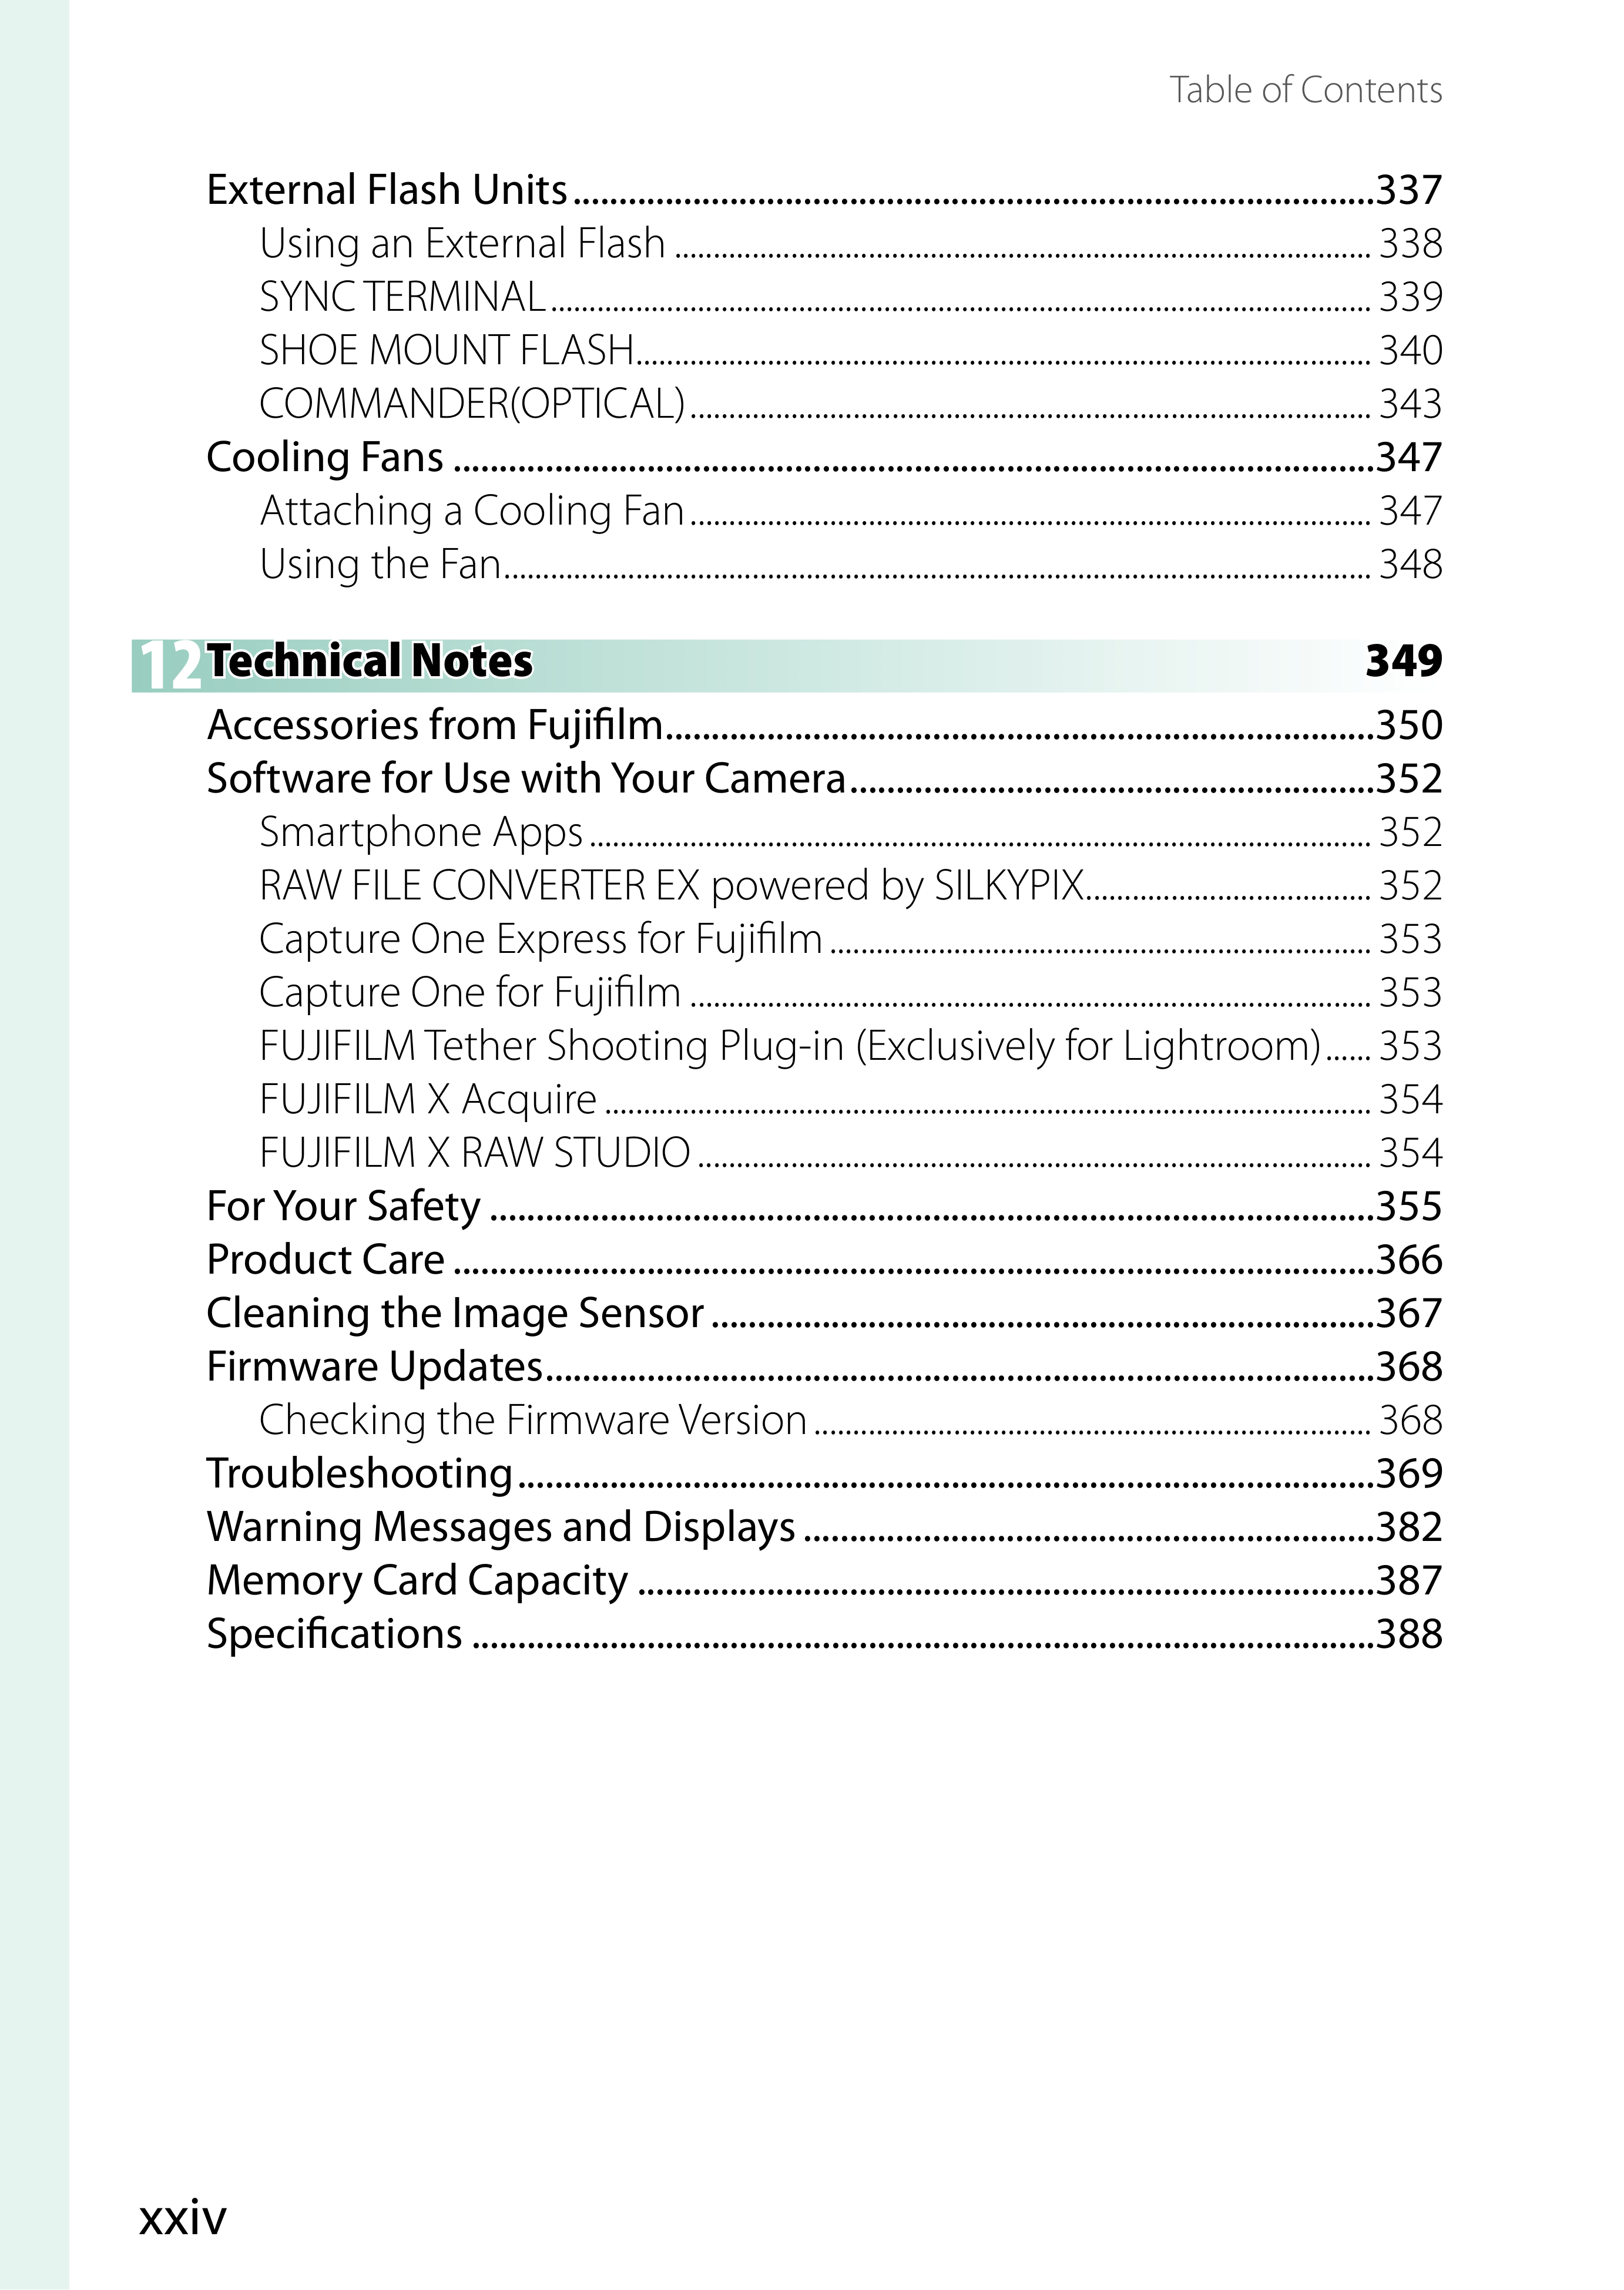 Table of Contents
External Flash Units.......................................................................................337
Using an External Flash .......................................................................................... 338
SYNC TERMINAL.......................................................................................................... 339
SHOE MOUNT FLASH............................................................................................... 340
COMMANDER(OPTICAL)........................................................................................ 343
Cooling Fans ....................................................................................................347
Attaching a Cooling Fan........................................................................................ 347
Using the Fan................................................................................................................ 348
12 Technical Notes 349
Accessories from Fujifilm.............................................................................350
Software for Use with Your Camera.........................................................352
Smartphone Apps ..................................................................................................... 352
RAW FILE CONVERTER EX powered by SILKYPIX..................................... 352
Capture One Express for Fujifilm ...................................................................... 353
Capture One for Fujifilm ........................................................................................ 353
FUJIFILM Tether Shooting Plug-in (Exclusively for Lightroom)...... 353
FUJIFILM X Acquire ................................................................................................... 354
FUJIFILM X RAW STUDIO ....................................................................................... 354
For Your Safety ................................................................................................355
Product Care ....................................................................................................366
Cleaning the Image Sensor ........................................................................367
Firmware Updates..........................................................................................368
Checking the Firmware Version ........................................................................ 368
Troubleshooting.............................................................................................369
Warning Messages and Displays ..............................................................382
Memory Card Capacity ................................................................................387
Specifications ..................................................................................................388
xxiv